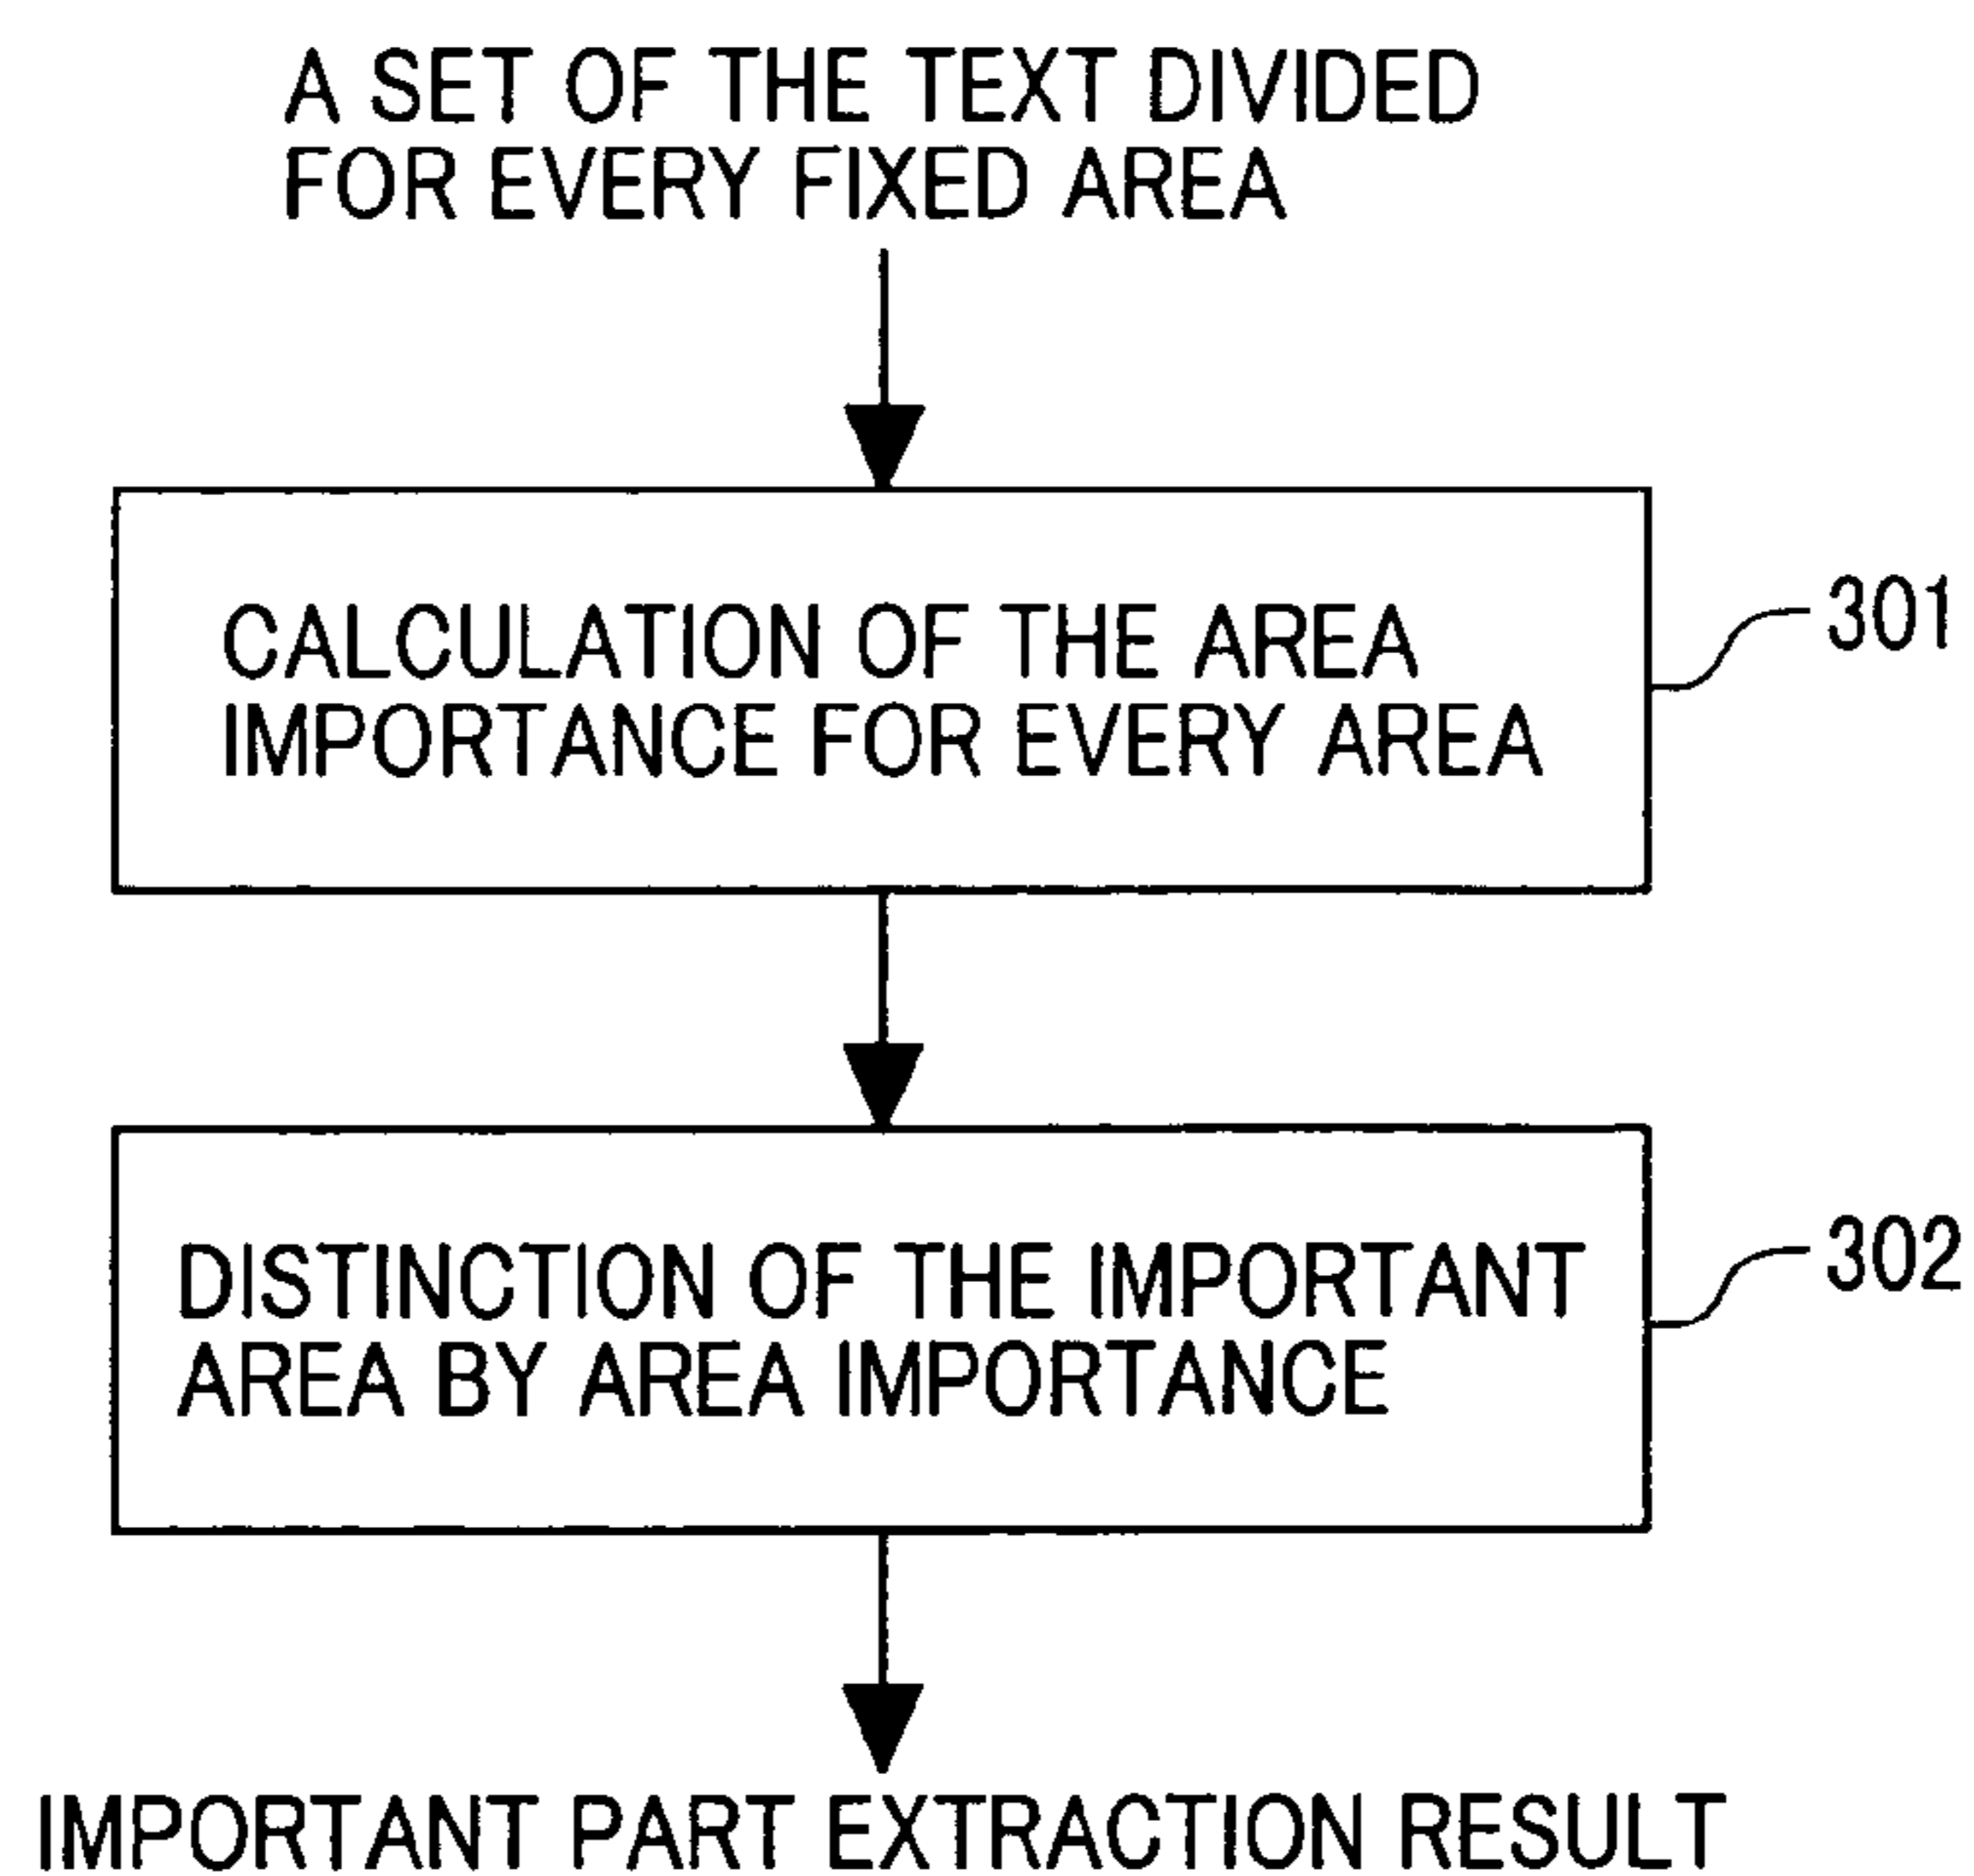 A SET OF THE TEXT DIVIDED
FOR EVERY FIXED AREA
CALCULATION OF THE AREA
IMPORTANCE FOR EVERY AREA
301
DISTINCTION OF THE IMPORTANT
AREA BY AREA IMPORTANCE
302
IMPORTANT PART EXTRACTION RESULT